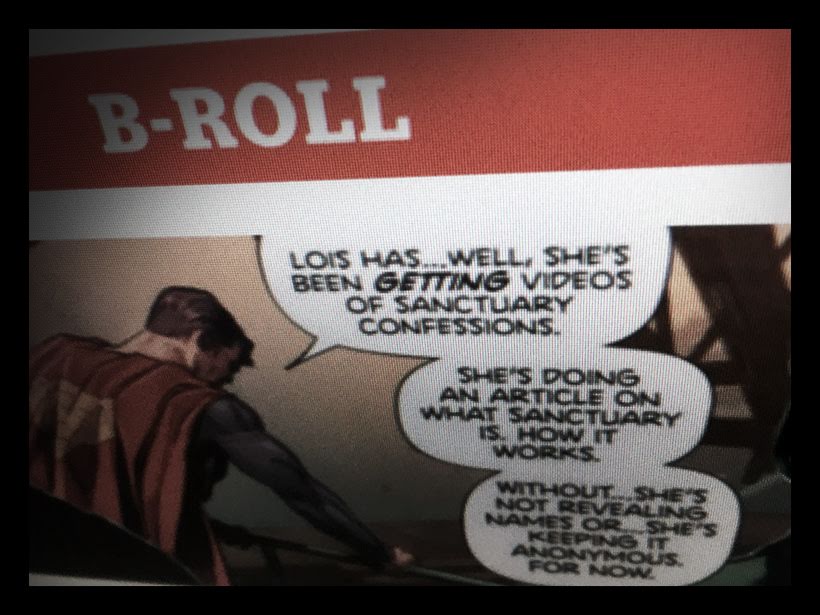 B-ROLL
LOIS HAS...WELL, SHE'S
BEEN GETTING VIDEOS
OF SANCTUARY
CONFESSIONS.
SHE'S DOING
AN ARTICLE ON
WHAT SANCTUARY
IS. HOW IT
WORKS.
WITHOUT...SHE'S
NOT REVEALING
NAMES OR...SHE'S
KEEPING IT
ANONYMOUS.
FOR NOW.